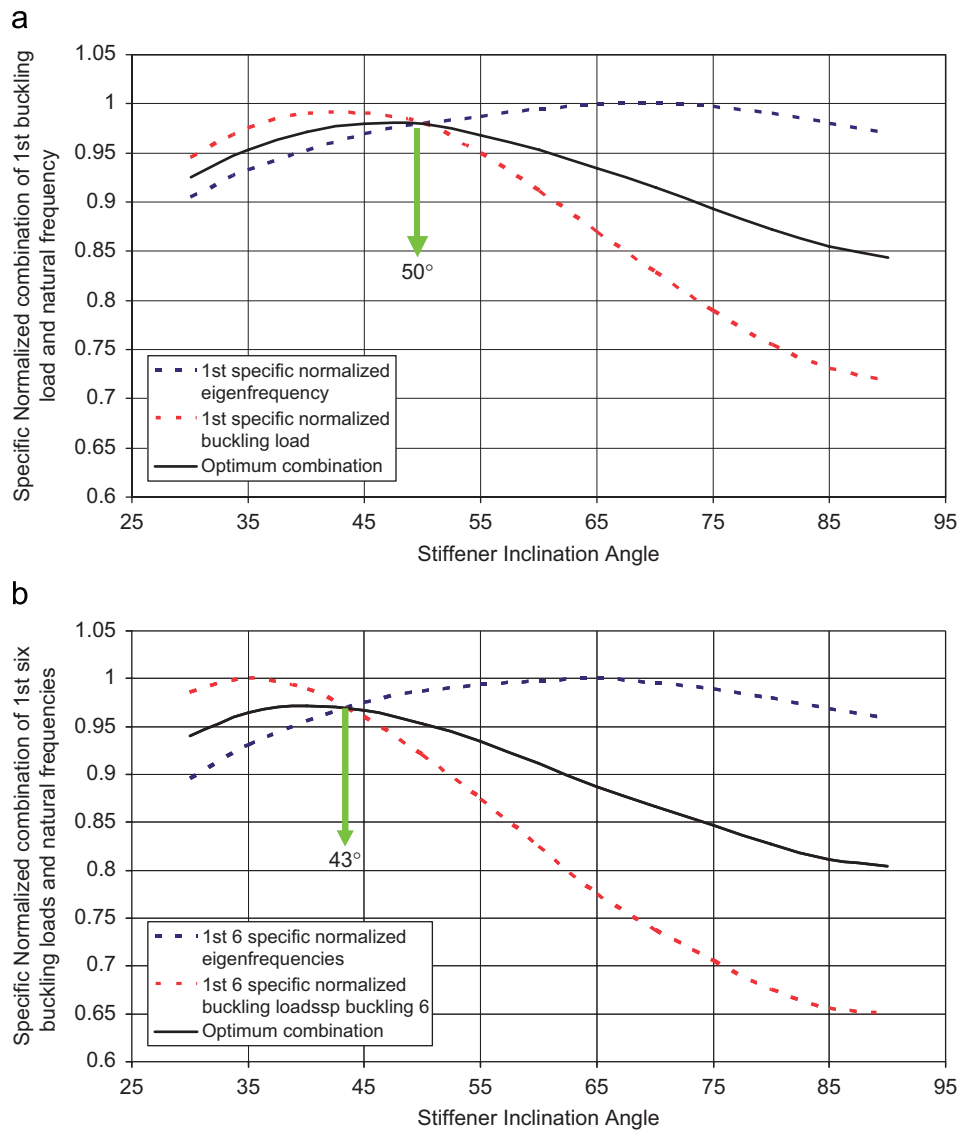 a
Specific Normalized combination of 1st buckling
load and natural frequency
1.05
1
0.95
0.9
0.85
0.8
0.75
0.7
0.65
0.6
50°
1st specific normalized
eigenfrequency
1st specific normalized
buckling load
Optimum combination
25 35 45 55 65 75 85 95
Stiffener Inclination Angle
b
Specific Normalized combination of 1st six
buckling loads and natural frequencies
1.05
1
0.95
0.9
0.85
0.8
0.75
0.7
0.65
0.6
43°
1st 6 specific normalized
eigenfrequencies
1st 6 specific normalized
buckling loadssp buckling 6
Optimum combination
25 35 45 55 65 75 85 95
Stiffener Inclination Angle